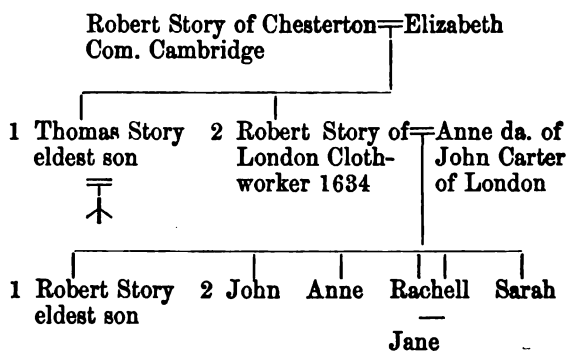 Robert Story of Chesterton=Elizabeth
Com. Cambridge
1 Thomas Story 2 Robert Story of=Anne da. of
eldest son London Cloth- John Carter
worker 1634 of London
1 Robert Story 2 John Anne Rachell Sarah
eldest son
Jane